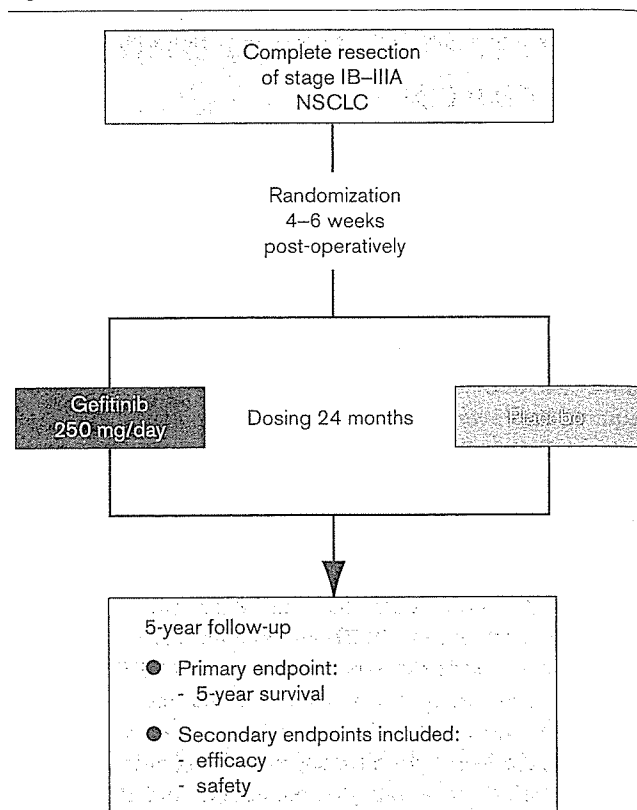 Complete resection
of stage IB–IIIA
NSCLC
Randomization
4–6 weeks
post-operatively
Gefitinib
250 mg/day
Dosing 24 months
Placebo
5-year follow-up
● Primary endpoint:
- 5-year survival
● Secondary endpoints included:
- efficacy
- safety